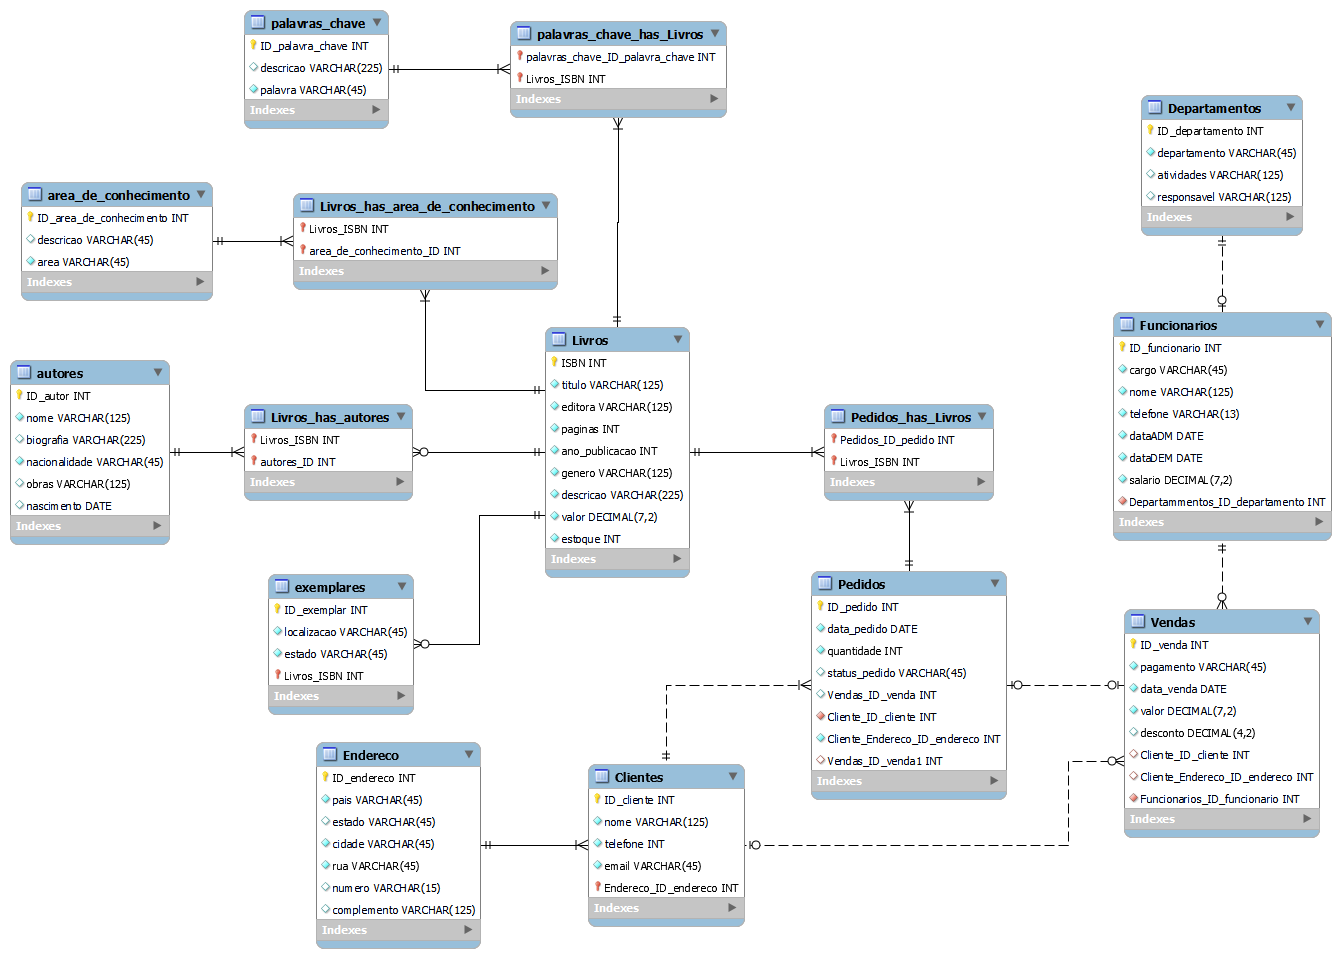 palavras_chave
ID_palavra_chave INT
descricao VARCHAR(225)
palavra VARCHAR(45)
Indexes
palavras_chave_has_Livros
palavras_chave_ID_palavra_chave INT
Livros_ISBN INT
Indexes
Departamentos
ID_departamento INT
departamento VARCHAR(45)
atividades VARCHAR(125)
responsavel VARCHAR(125)
Indexes
area_de_conhecimento
ID_area_de_conhecimento INT
descricao VARCHAR(45)
area VARCHAR(45)
Indexes
Livros_has_area_de_conhecimento
Livros_ISBN INT
area_de_conhecimento_ID INT
Indexes
Livros
ISBN INT
titulo VARCHAR(125)
editora VARCHAR(125)
paginas INT
ano_publicacao INT
genero VARCHAR(125)
descricao VARCHAR(225)
valor DECIMAL(7,2)
estoque INT
Indexes
Funcionarios
ID_funcionario INT
cargo VARCHAR(45)
nome VARCHAR(125)
telefone VARCHAR(13)
dataADM DATE
dataDEM DATE
salario DECIMAL(7,2)
Departammentos_ID_departamento INT
Indexes
autores
ID_autor INT
nome VARCHAR(125)
biografia VARCHAR(225)
nacionalidade VARCHAR(45)
obras VARCHAR(125)
nascimento DATE
Indexes
Livros_has_autores
Livros_ISBN INT
autores_ID INT
Indexes
Pedidos_has_Livros
Pedidos_ID_pedido INT
Livros_ISBN INT
Indexes
exemplares
ID_exemplar INT
localizacao VARCHAR(45)
estado VARCHAR(45)
Livros_ISBN INT
Indexes
Pedidos
ID_pedido INT
data_pedido DATE
quantidade INT
status_pedido VARCHAR(45)
Vendas_ID_venda INT
Cliente_ID_cliente INT
Cliente_Endereco_ID_endereco INT
Vendas_ID_venda1 INT
Indexes
Vendas
ID_venda INT
pagamento VARCHAR(45)
data_venda DATE
valor DECIMAL(7,2)
desconto DECIMAL(4,2)
Cliente_ID_cliente INT
Cliente_Endereco_ID_endereco INT
Funcionarios_ID_funcionario INT
Indexes
Endereco
ID_endereco INT
pais VARCHAR(45)
estado VARCHAR(45)
cidade VARCHAR(45)
rua VARCHAR(45)
numero VARCHAR(15)
complemento VARCHAR(125)
Indexes
Clientes
ID_cliente INT
nome VARCHAR(125)
telefone INT
email VARCHAR(45)
Endereco_ID_endereco INT
Indexes